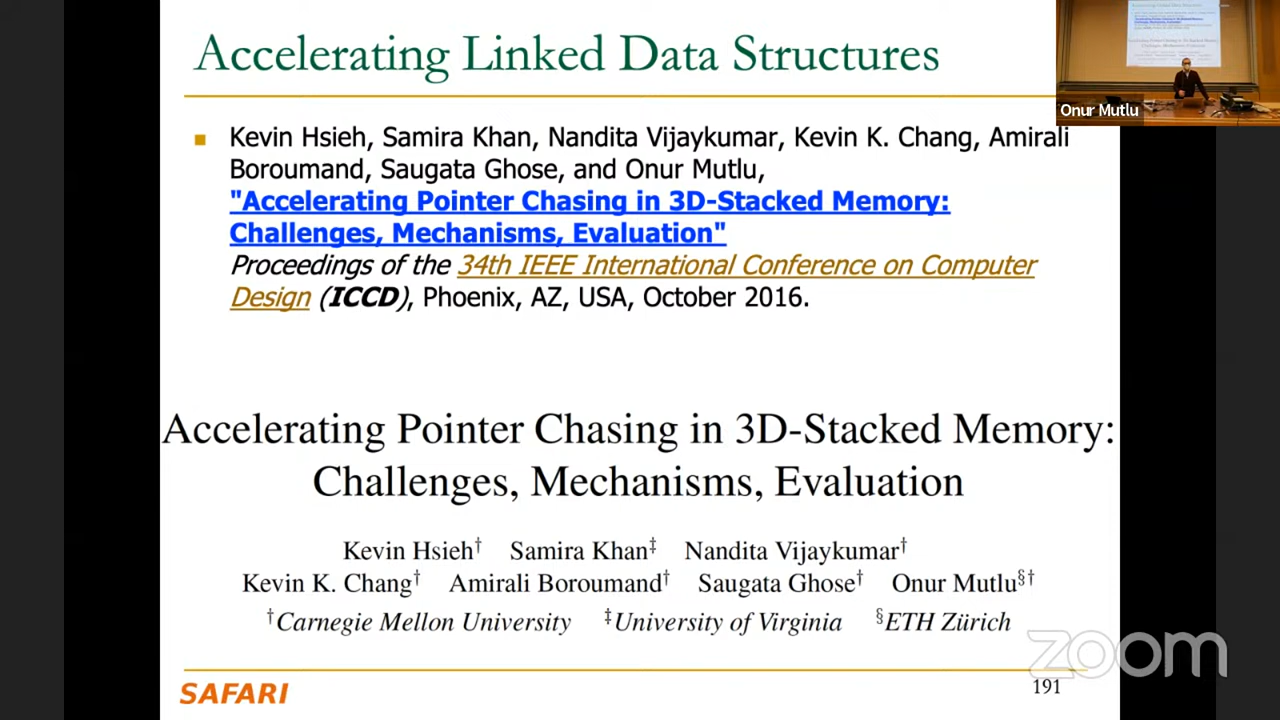 Accelerating Linked Data Structures
Onur Mutlu
Kevin Hsieh, Samira Khan, Nandita Vijaykumar, Kevin K. Chang, Amirali
Boroumand, Saugata Ghose, and Onur Mutlu,
"Accelerating Pointer Chasing in 3D-Stacked Memory:
Challenges, Mechanisms, Evaluation"
Proceedings of the 34th IEEE International Conference on Computer
Design (ICCD), Phoenix, AZ, USA, October 2016.
Accelerating Pointer Chasing in 3D-Stacked Memory:
Challenges, Mechanisms, Evaluation
Kevin Hsieh† Samira Khan‡ Nandita Vijaykumar†
Kevin K. Chang† Amirali Boroumand† Saugata Ghose† Onur Mutlu§†
†Carnegie Mellon University ‡University of Virginia §ETH Zürich
zoom
SAFARI
191